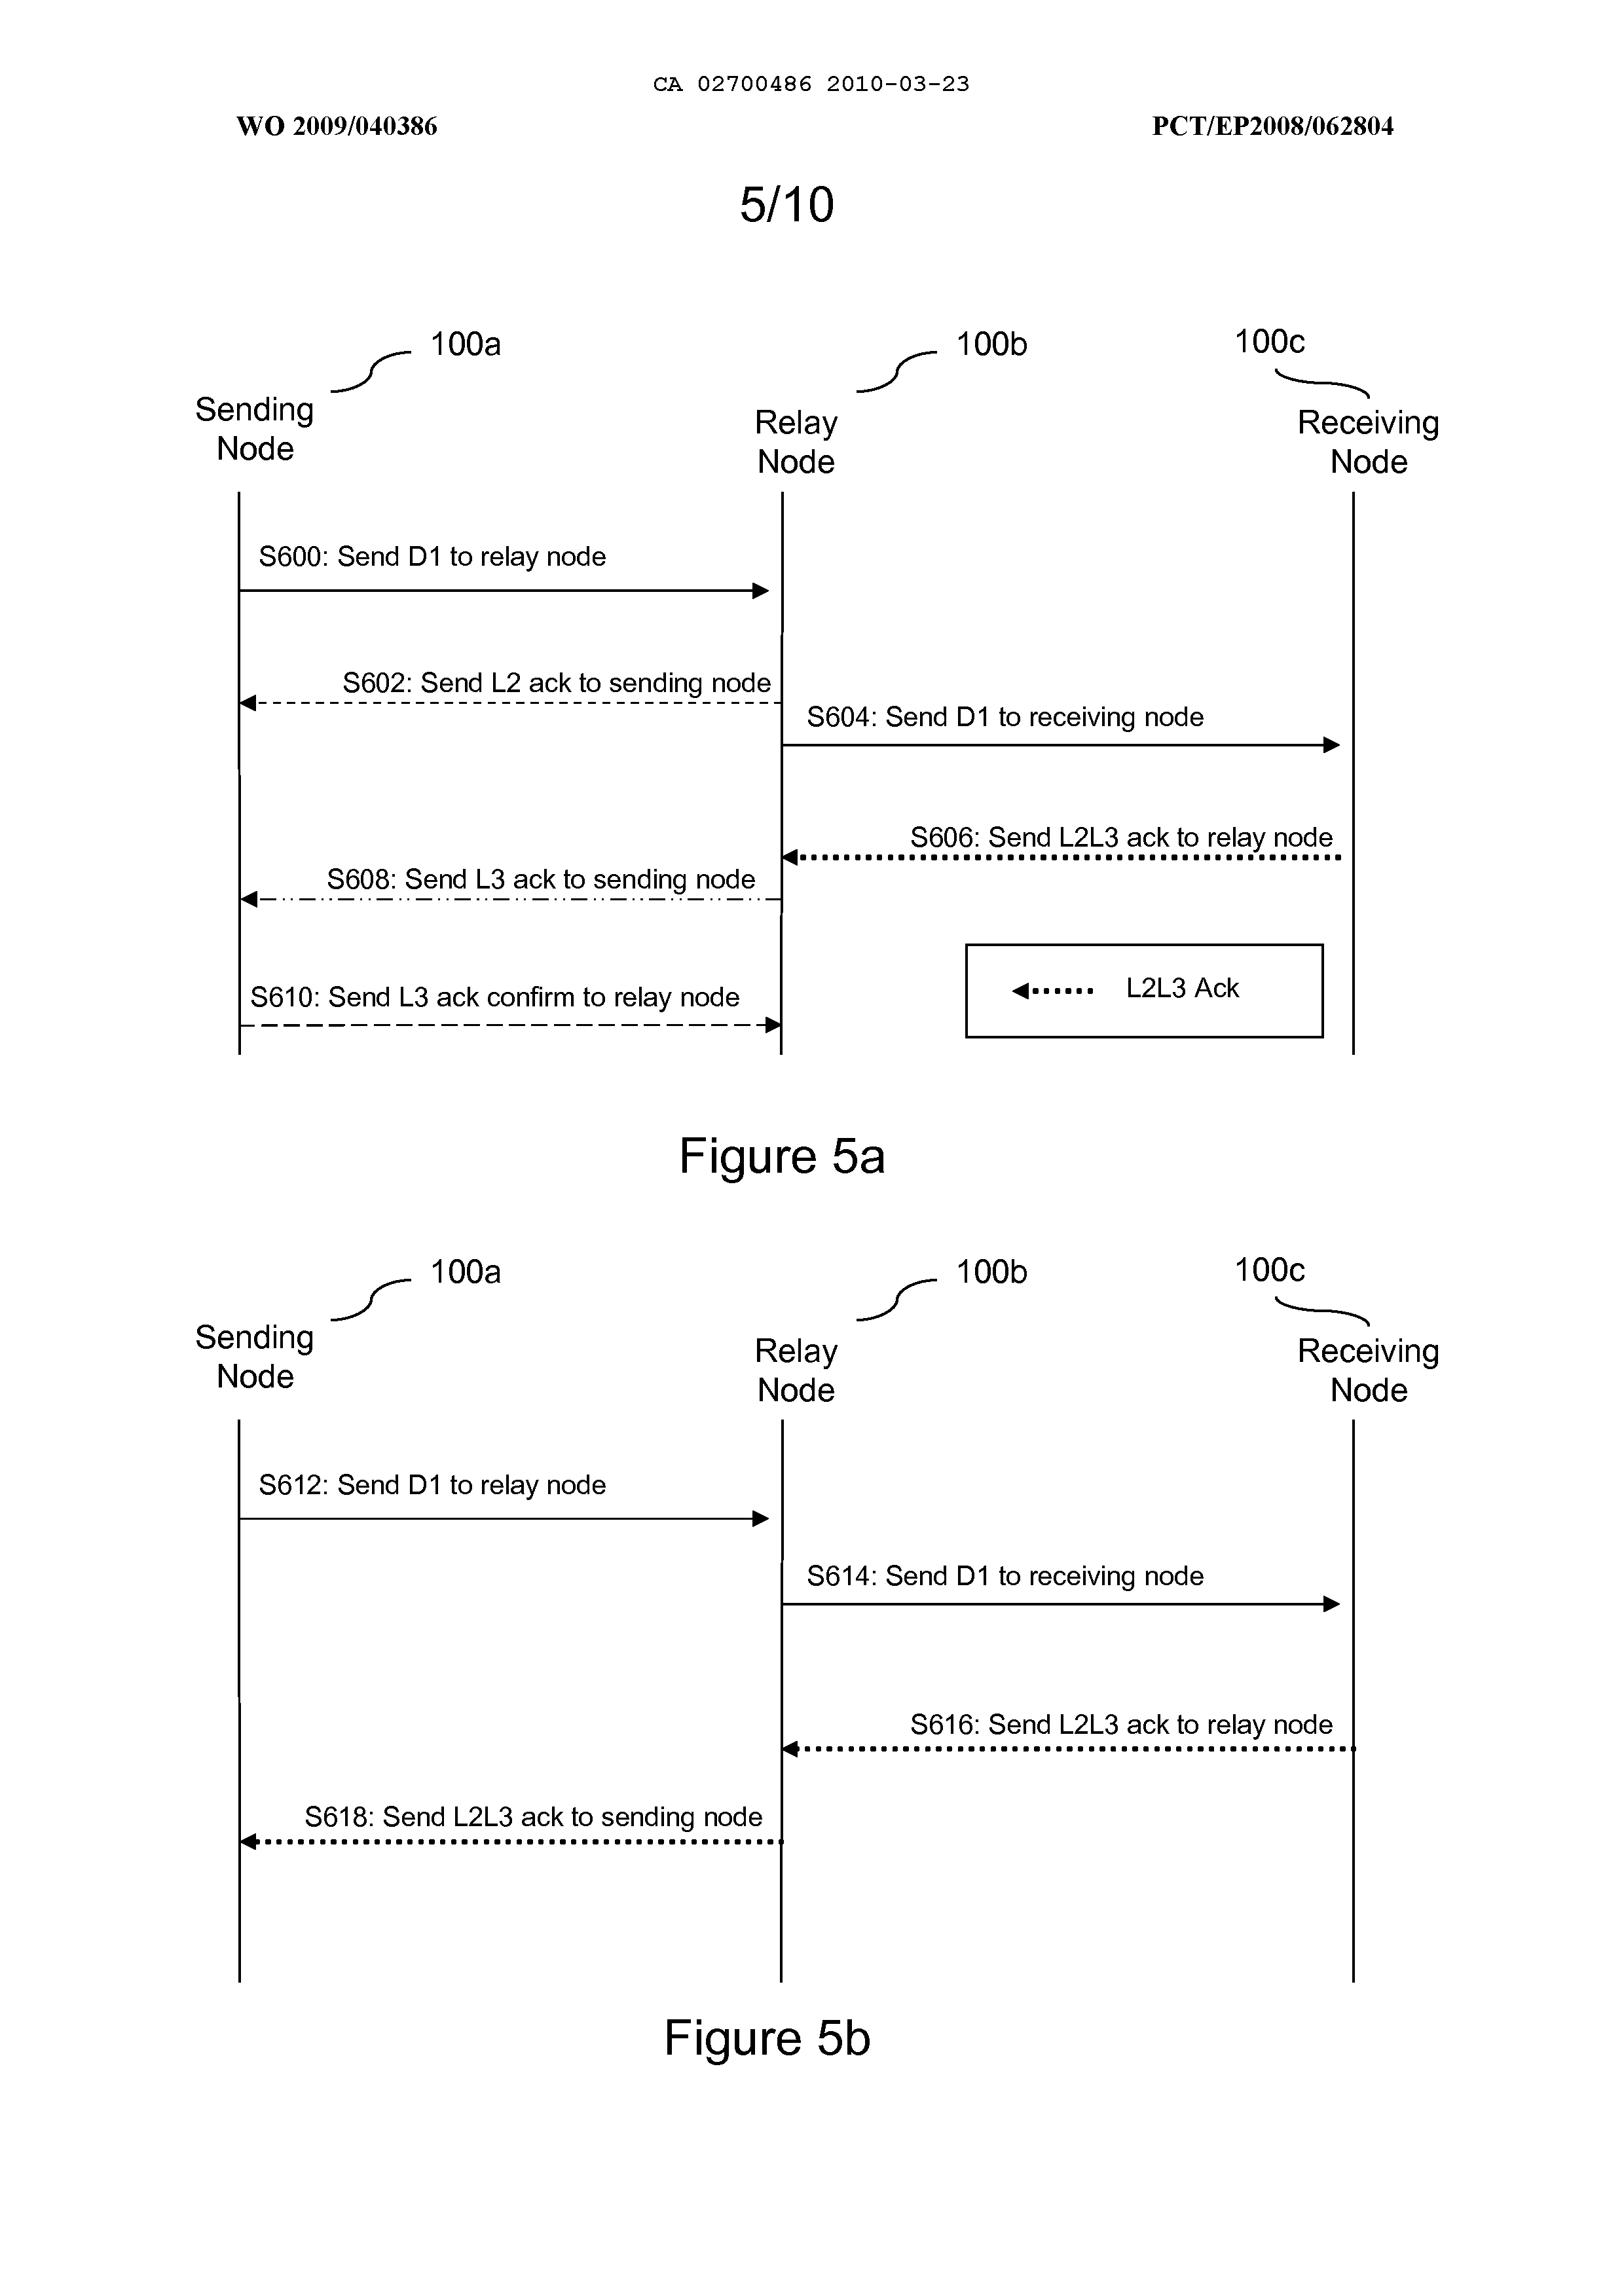 CA 02700486 2010-03-23
WO 2009/040386
PCT/EP2008/062804
5/10
100a
100b
100c
Sending
Node
Relay
Node
Receiving
Node
S600: Send D1 to relay node
S602: Send L2 ack to sending node
S604: Send D1 to receiving node
S606: Send L2L3 ack to relay node
S608: Send L3 ack to sending node
L2L3 Ack
S610: Send L3 ack confirm to relay node
Figure 5a
100a
100b
100c
Sending
Node
Relay
Node
Receiving
Node
S612: Send D1 to relay node
S614: Send D1 to receiving node
S616: Send L2L3 ack to relay node
S618: Send L2L3 ack to sending node
Figure 5b